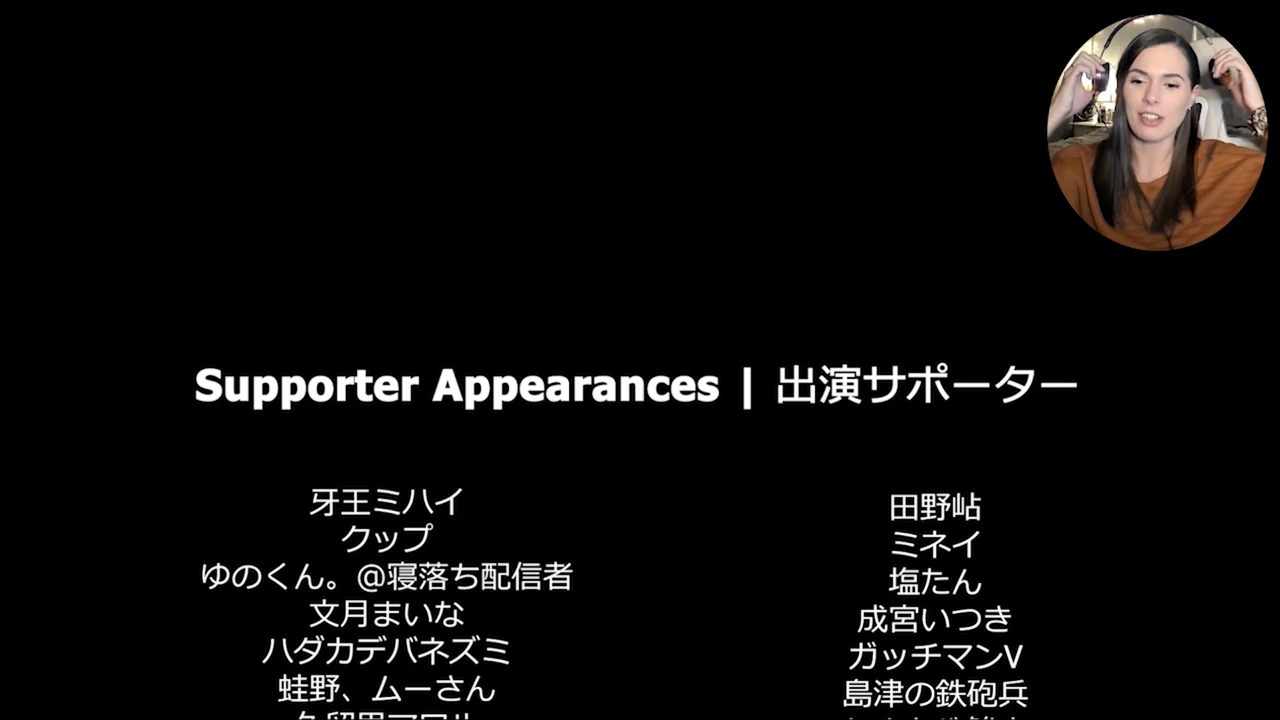 Supporter Appearances | 出演サポーター
牙王ミハイ
クップ
ゆのくん。@寝落ち配信者
文月まいな
ハダカデバネズミ
蛙野、ムーさん
田野岾
ミネイ
塩たん
成宮いつき
ガッチマンV
島津の鉄砲兵